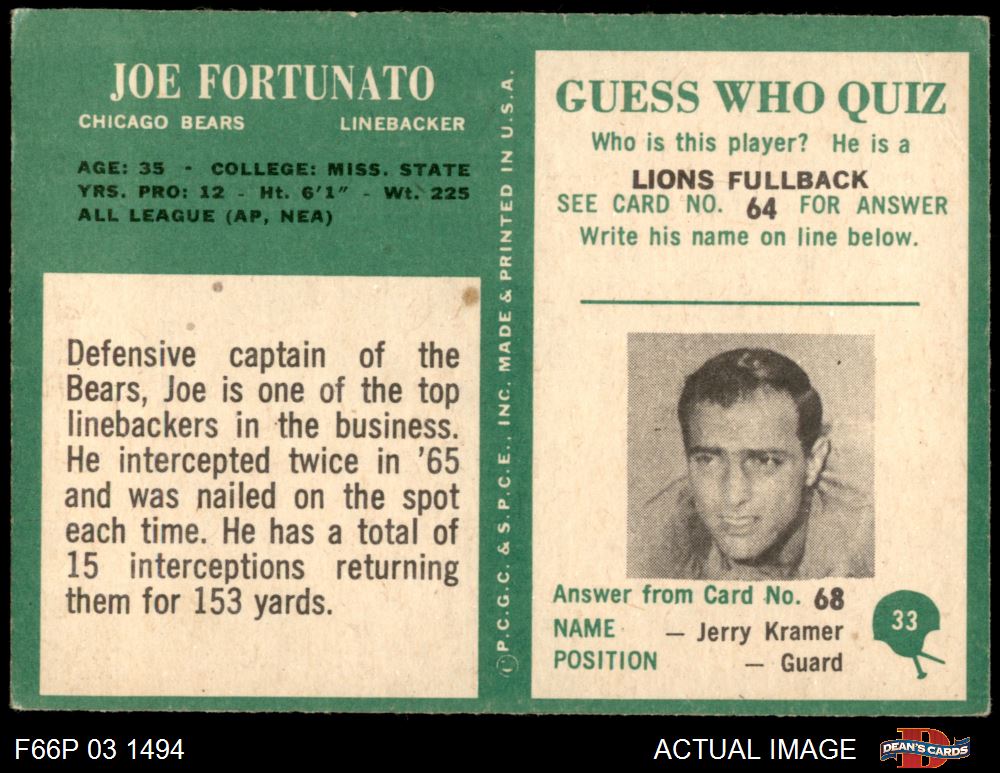 JOE FORTUNATO
CHICAGO BEARS LINEBACKER
AGE: 35 - COLLEGE: MISS. STATE
YRS. PRO: 12 - Ht. 6'1" - Wt. 225
ALL LEAGUE (AP, NEA)
Defensive captain of the
Bears, Joe is one of the top
linebackers in the business.
He intercepted twice in '65
and was nailed on the spot
each time. He has a total of
15 interceptions returning
them for 153 yards.
©P.C.G.C. & S.P.C.E., INC. MADE & PRINTED IN U.S.A.
GUESS WHO QUIZ
Who is this player? He is a
LIONS FULLBACK
SEE CARD NO. 64 FOR ANSWER
Write his name on line below.
Answer from Card No. 68
NAME — Jerry Kramer
POSITION — Guard
33
F66P 03 1494
ACTUAL IMAGE
DEAN'S CARDS